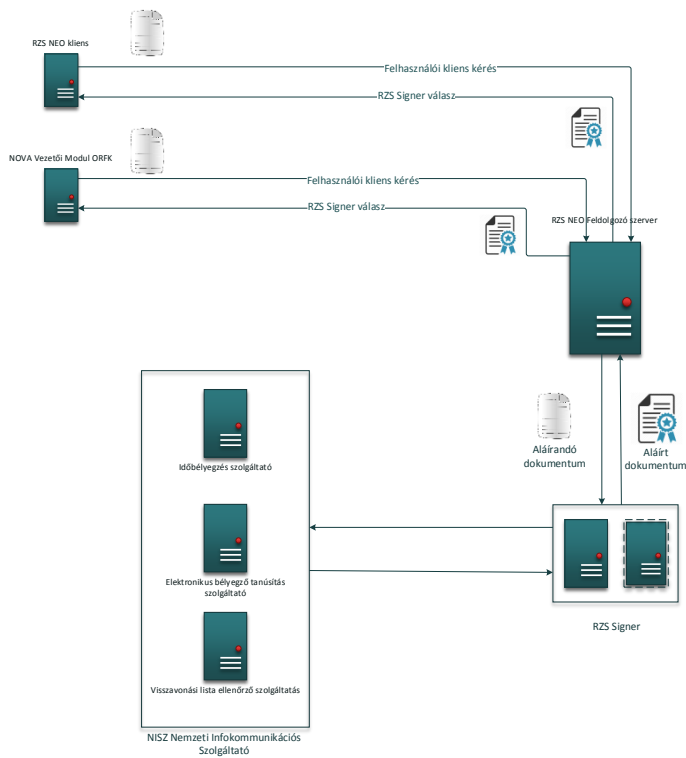 RZS NEO kliens
Felhasználói kliens kérés
RZS Signer válasz
NOVA Vezetői Modul ORFK
Felhasználói kliens kérés
RZS Signer válasz
RZS NEO Feldolgozó szerver
Aláírandó
dokumentum
Aláírt
dokumentum
Időbélyegzés szolgáltató
Elektronikus bélyegző tanúsítás
szolgáltató
RZS Signer
Visszavonási lista ellenőrző szolgáltatás
NISZ Nemzeti Infokommunikációs
Szolgáltató